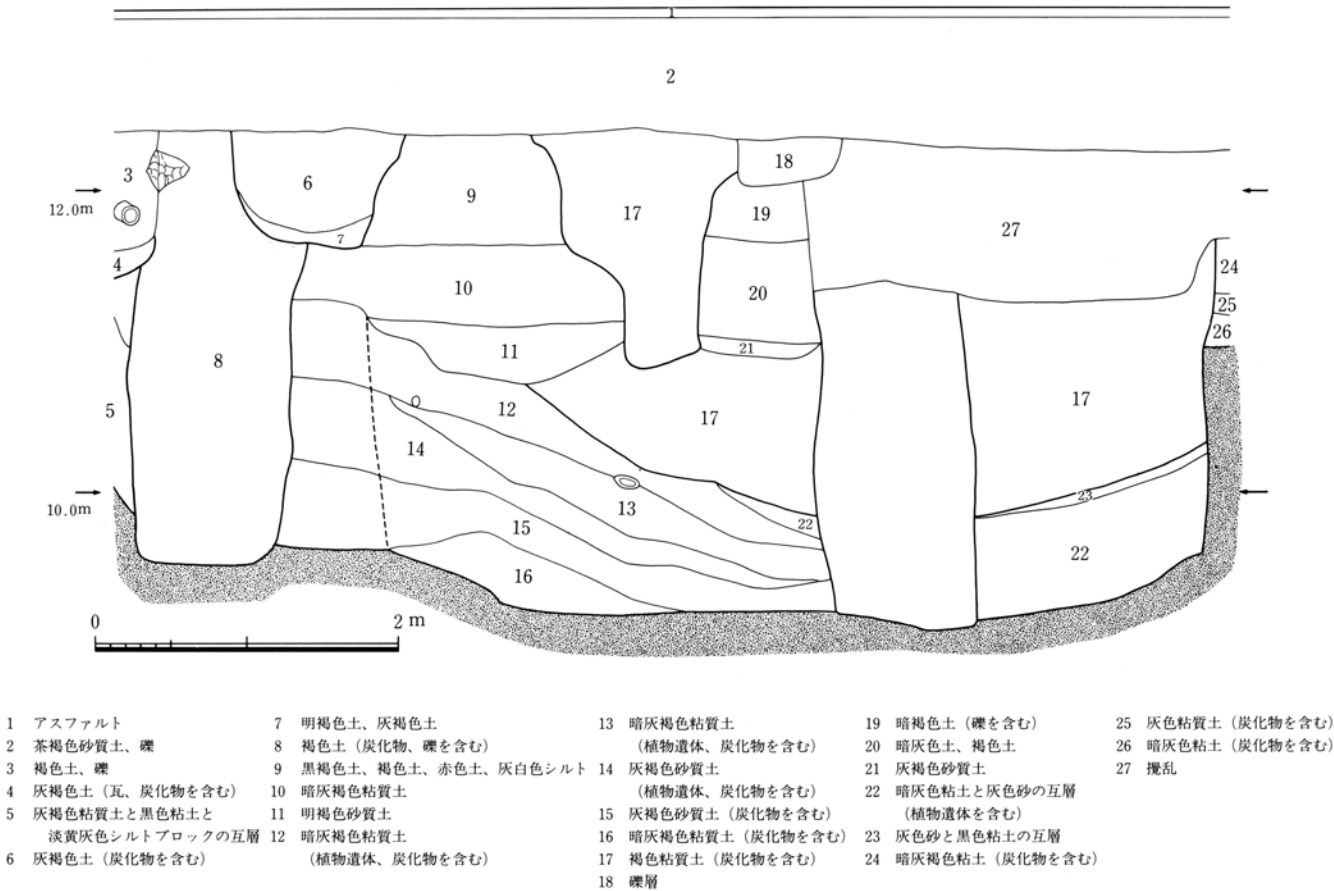 1
2
3
18
6
9
17
19
27
12.0m
7
4
24
10
20
25
26
11
21
8
5
12
17
17
14
10.0m
13
23
22
15
22
16
0
2 m
1 アスファルト
2 茶褐色砂質土、礫
3 褐色土、礫
4 灰褐色土（瓦、炭化物を含む）
5 灰褐色粘質土と黒色粘土と
淡黄灰色シルトブロックの互層
6 灰褐色土（炭化物を含む）
7 明褐色土、灰褐色土
8 褐色土（炭化物、礫を含む）
9 黒褐色土、褐色土、赤色土、灰白色シルト
10 暗灰褐色粘質土
11 明褐色砂質土
12 暗灰褐色粘質土
（植物遺体、炭化物を含む）
13 暗灰褐色粘質土
（植物遺体、炭化物を含む）
14 灰褐色砂質土
（植物遺体、炭化物を含む）
15 灰褐色砂質土（炭化物を含む）
16 暗灰褐色粘質土（炭化物を含む）
17 褐色粘質土（炭化物を含む）
18 礫層
19 暗褐色土（礫を含む）
20 暗灰色土、褐色土
21 灰褐色砂質土
22 暗灰色粘土と灰色砂の互層
（植物遺体を含む）
23 灰色砂と黒色粘土の互層
24 暗灰褐色粘土（炭化物を含む）
25 灰色粘質土（炭化物を含む）
26 暗灰色粘土（炭化物を含む）
27 攪乱